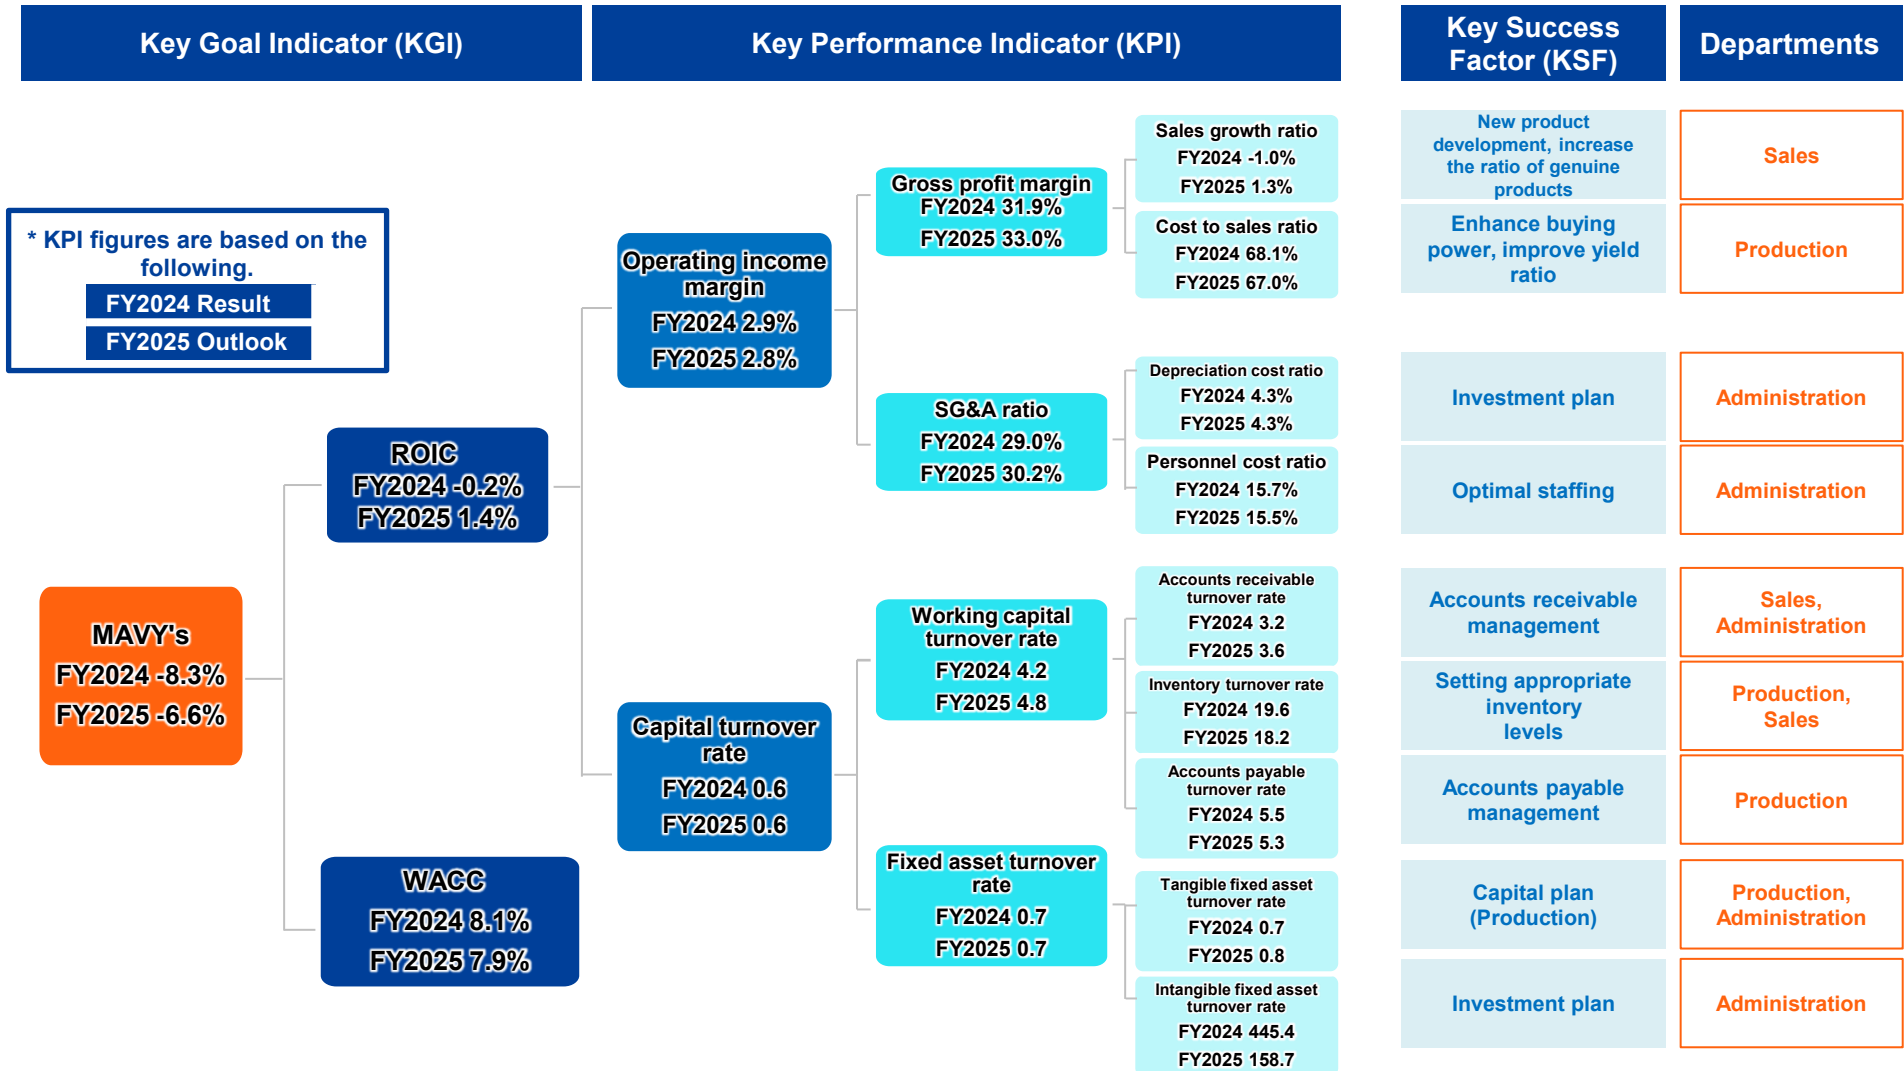 Key Goal Indicator (KGI)
Key Performance Indicator (KPI)
Key Success
Factor (KSF)
Departments
* KPI figures are based on the
following.
FY2024 Result
FY2025 Outlook
MAVY's
FY2024 -8.3%
FY2025 -6.6%
ROIC
FY2024 -0.2%
FY2025 1.4%
WACC
FY2024 8.1%
FY2025 7.9%
Operating income
margin
FY2024 2.9%
FY2025 2.8%
Capital turnover
rate
FY2024 0.6
FY2025 0.6
Gross profit margin
FY2024 31.9%
FY2025 33.0%
SG&A ratio
FY2024 29.0%
FY2025 30.2%
Working capital
turnover rate
FY2024 4.2
FY2025 4.8
Fixed asset turnover
rate
FY2024 0.7
FY2025 0.7
Sales growth ratio
FY2024 -1.0%
FY2025 1.3%
Cost to sales ratio
FY2024 68.1%
FY2025 67.0%
Depreciation cost ratio
FY2024 4.3%
FY2025 4.3%
Personnel cost ratio
FY2024 15.7%
FY2025 15.5%
Accounts receivable
turnover rate
FY2024 3.2
FY2025 3.6
Inventory turnover rate
FY2024 19.6
FY2025 18.2
Accounts payable
turnover rate
FY2024 5.5
FY2025 5.3
Tangible fixed asset
turnover rate
FY2024 0.7
FY2025 0.8
Intangible fixed asset
turnover rate
FY2024 445.4
FY2025 158.7
New product
development, increase
the ratio of genuine
products
Sales
Enhance buying
power, improve yield
ratio
Production
Investment plan
Administration
Optimal staffing
Administration
Accounts receivable
management
Sales,
Administration
Setting appropriate
inventory
levels
Production,
Sales
Accounts payable
management
Production
Capital plan
(Production)
Production,
Administration
Investment plan
Administration